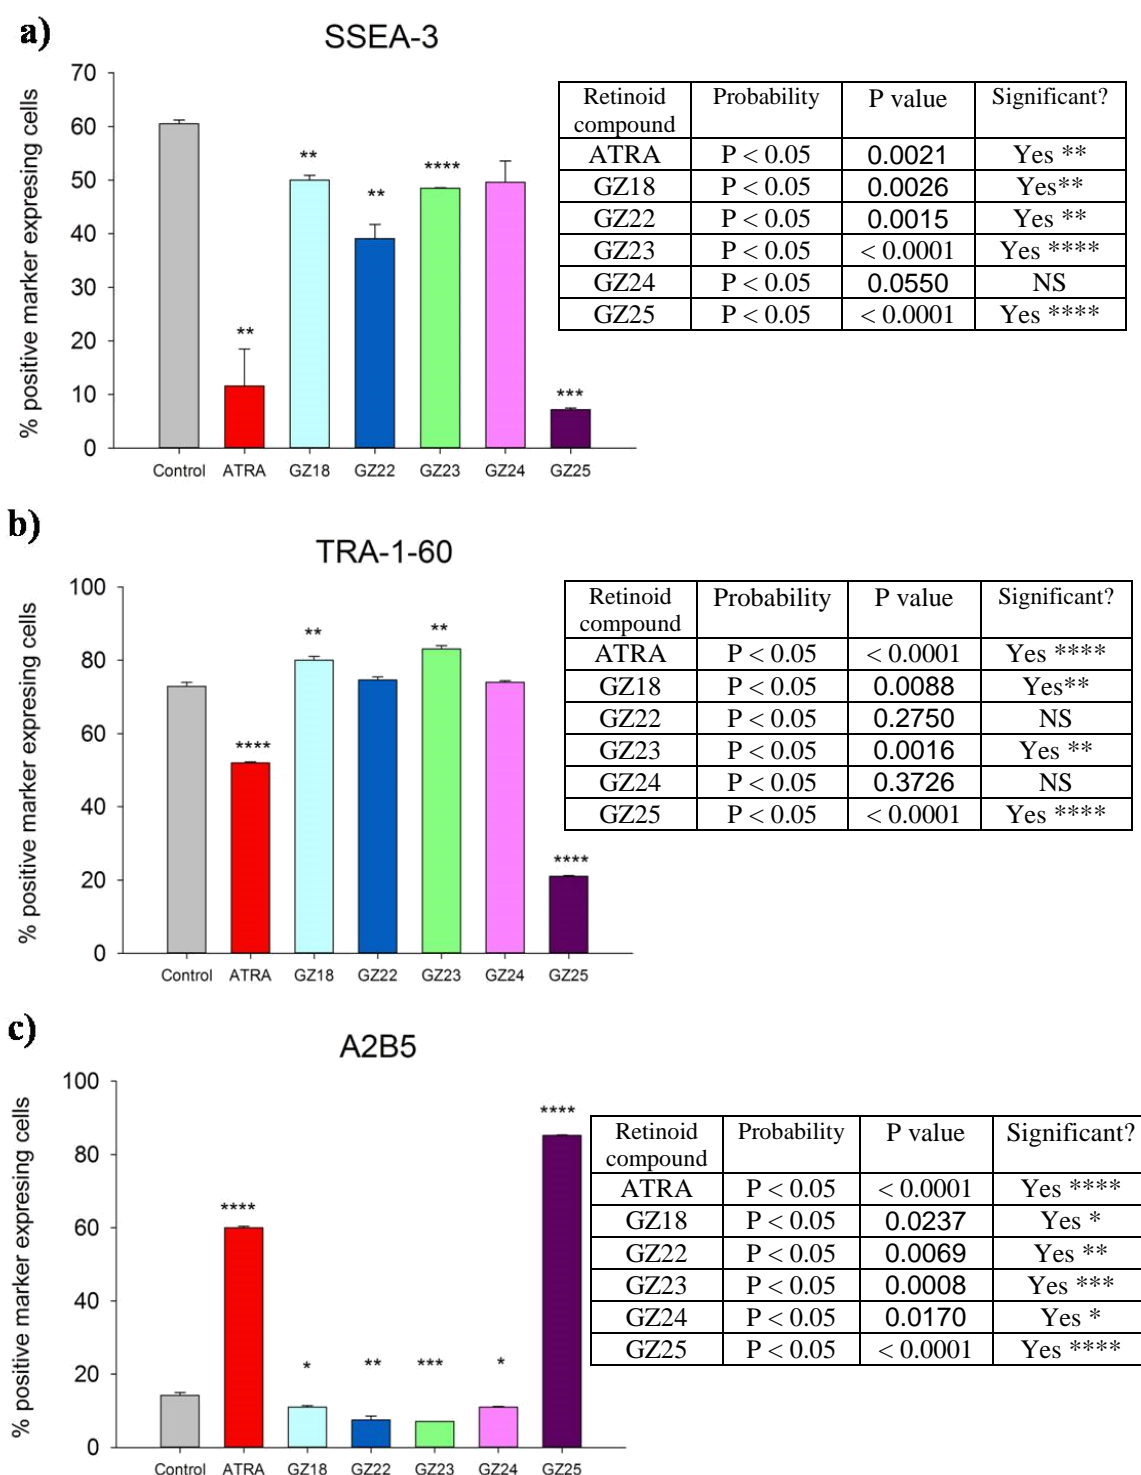 a)
SSEA-3
% positive marker expresing cells
70
60
50
40
30
20
10
0
** ** ** **** ***
Control ATRA GZ18 GZ22 GZ23 GZ24 GZ25
Retinoid compound Probability P value Significant?
ATRA P < 0.05 0.0021 Yes **
GZ18 P < 0.05 0.0026 Yes**
GZ22 P < 0.05 0.0015 Yes **
GZ23 P < 0.05 < 0.0001 Yes ****
GZ24 P < 0.05 0.0550 NS
GZ25 P < 0.05 < 0.0001 Yes ****
b)
TRA-1-60
% positive marker expresing cells
100
80
60
40
20
0
**** ** ** ****
Control ATRA GZ18 GZ22 GZ23 GZ24 GZ25
Retinoid compound Probability P value Significant?
ATRA P < 0.05 < 0.0001 Yes ****
GZ18 P < 0.05 0.0088 Yes**
GZ22 P < 0.05 0.2750 NS
GZ23 P < 0.05 0.0016 Yes **
GZ24 P < 0.05 0.3726 NS
GZ25 P < 0.05 < 0.0001 Yes ****
c)
A2B5
% positive marker expresing cells
100
80
60
40
20
0
**** * ** *** * ****
Control ATRA GZ18 GZ22 GZ23 GZ24 GZ25
Retinoid compound Probability P value Significant?
ATRA P < 0.05 < 0.0001 Yes ****
GZ18 P < 0.05 0.0237 Yes *
GZ22 P < 0.05 0.0069 Yes **
GZ23 P < 0.05 0.0008 Yes ***
GZ24 P < 0.05 0.0170 Yes *
GZ25 P < 0.05 < 0.0001 Yes ****